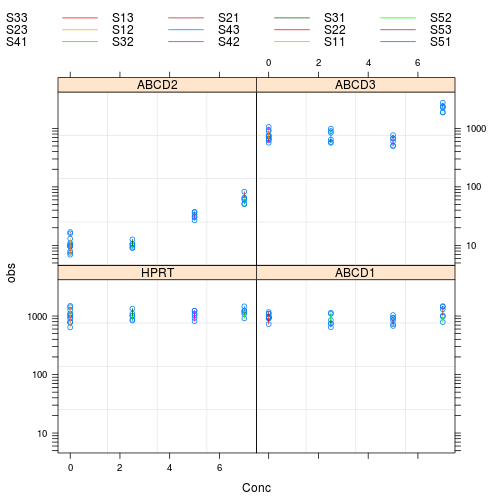 S33 S13 S21 S31 S52
S23 S12 S43 S22 S53
S41 S32 S42 S11 S51
0 2 4 6
ABCD2 ABCD3
1000
100
10
obs
HPRT ABCD1
1000
100
10
0 2 4 6
Conc